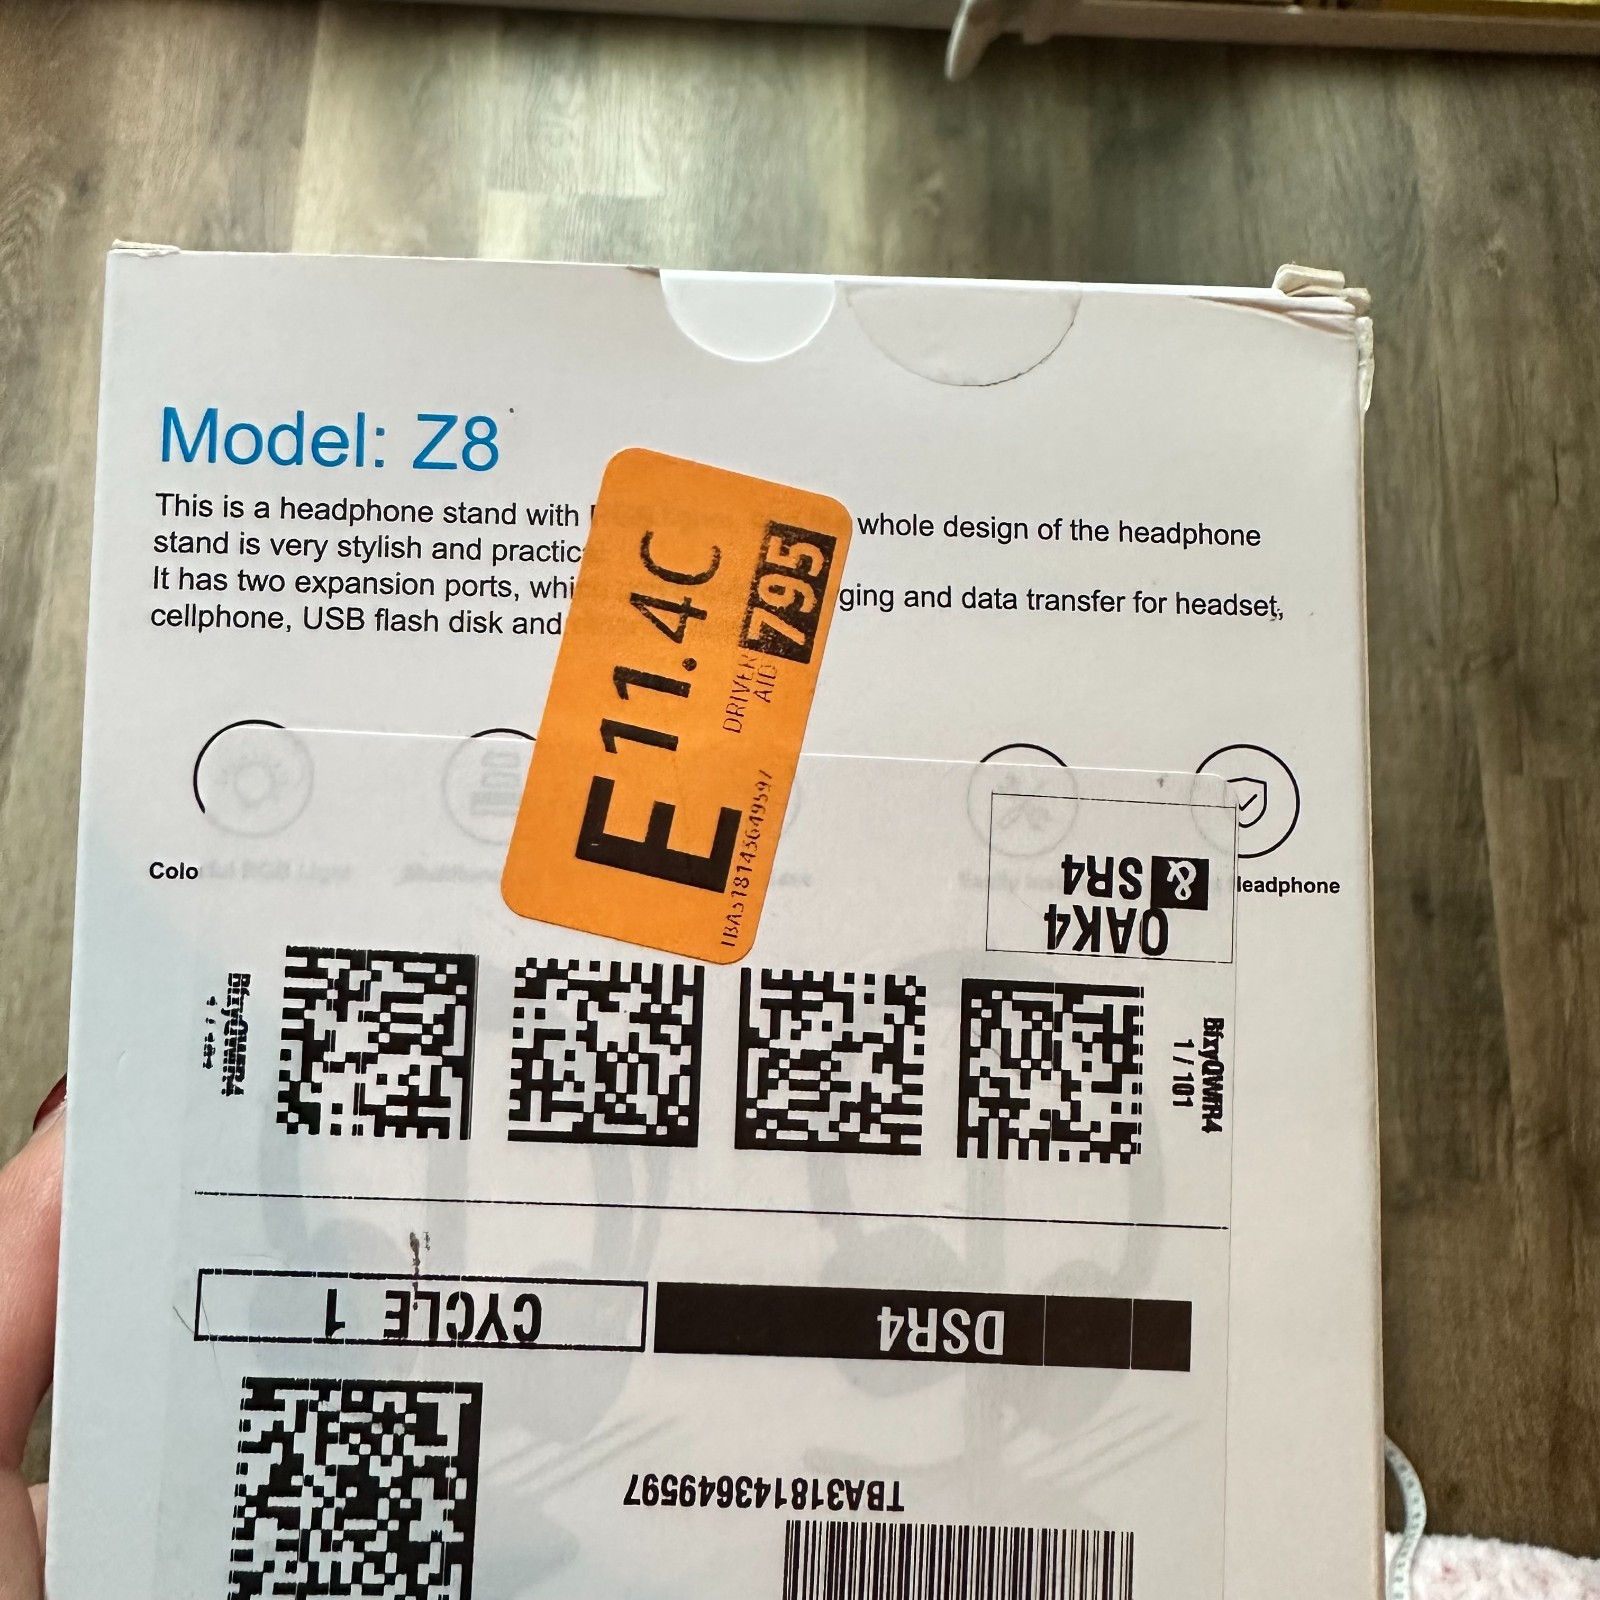 Model: Z8
This is a headphone stand with whole design of the headphone
stand is very stylish and practic
It has two expansion ports, whi ging and data transfer for headset,
cellphone, USB flash disk and
E11.4C
DRIVER
AID
795
TBA318143649597
Colo
leadphone
OAK4
& SR4
BfxyQWfR4
1 / 101
CYCLE 1
DSR4
TBA318143649597